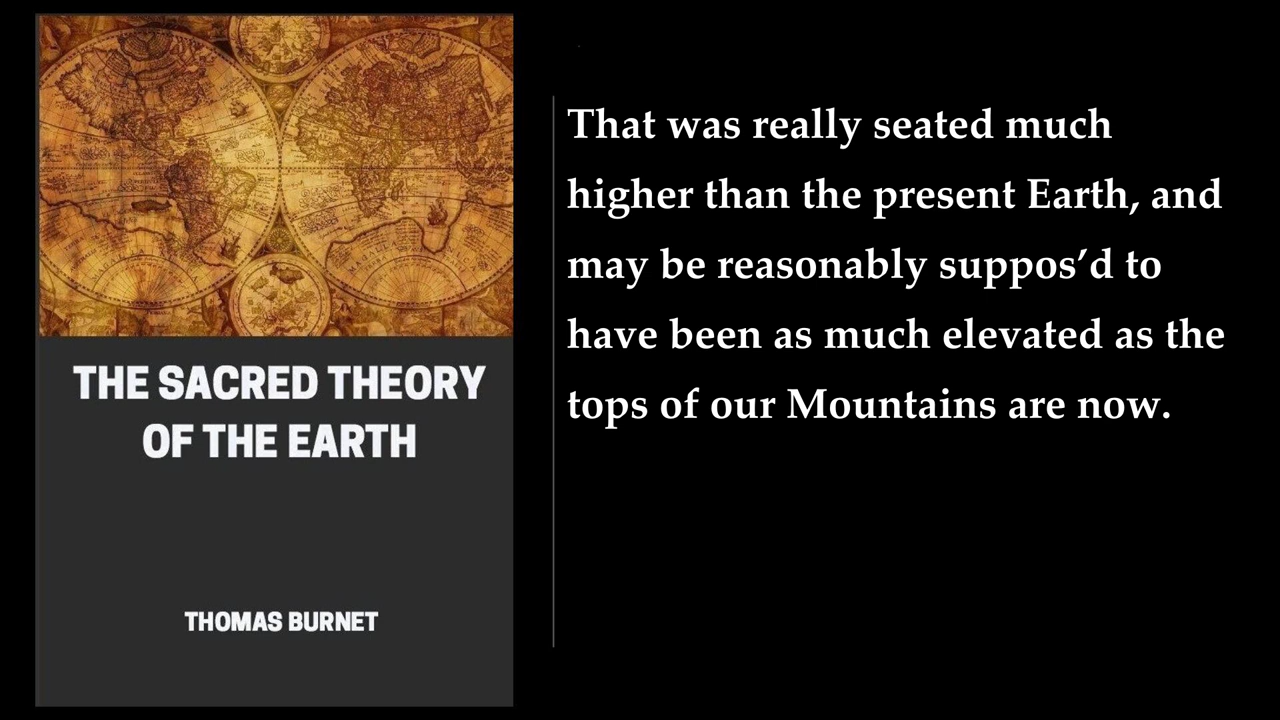 THE SACRED THEORY
OF THE EARTH
THOMAS BURNET
That was really seated much
higher than the present Earth, and
may be reasonably suppos’d to
have been as much elevated as the
tops of our Mountains are now.